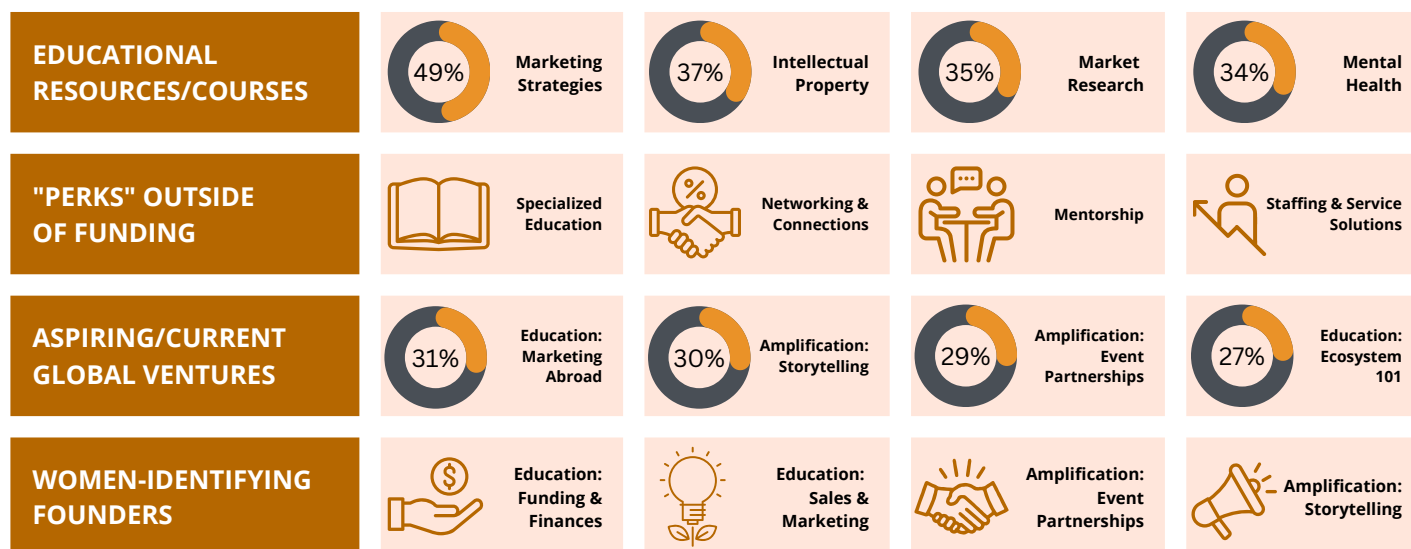 EDUCATIONAL
RESOURCES/COURSES
49%
Marketing
Strategies
37%
Intellectual
Property
35%
Market
Research
34%
Mental
Health
"PERKS" OUTSIDE
OF FUNDING
Specialized
Education
%
Networking &
Connections
Mentorship
Staffing & Service
Solutions
ASPIRING/CURRENT
GLOBAL VENTURES
31%
Education:
Marketing
Abroad
30%
Amplification:
Storytelling
29%
Amplification:
Event
Partnerships
27%
Education:
Ecosystem
101
WOMEN-IDENTIFYING
FOUNDERS
$
Education:
Funding &
Finances
Education:
Sales &
Marketing
Amplification:
Event
Partnerships
Amplification:
Storytelling